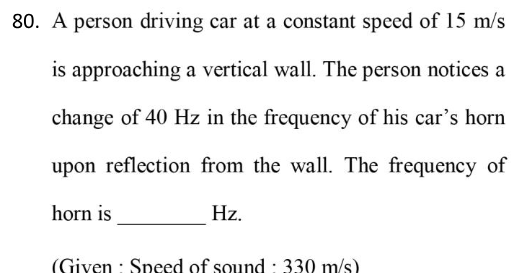 80. A person driving car at a constant speed of 15 m/s
is approaching a vertical wall. The person notices a
change of 40 Hz in the frequency of his car's horn
upon reflection from the wall. The frequency of
horn is ________ Hz.
(Given : Speed of sound : 330 m/s)